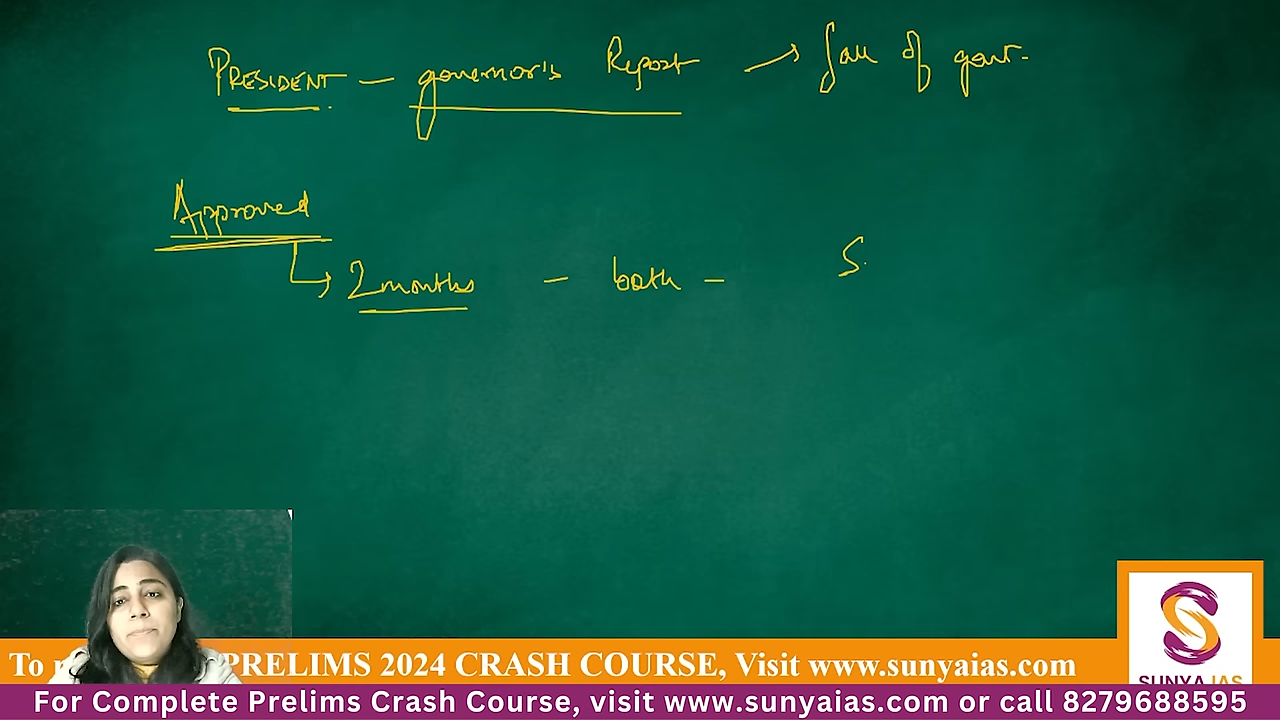 PRESIDENT — governor's Report → fall of govt.
Approved
↳ 2 months — both — S
To PRELIMS 2024 CRASH COURSE, Visit www.sunyaias.com
SUNYA IAS
For Complete Prelims Crash Course, visit www.sunyaias.com or call 8279688595